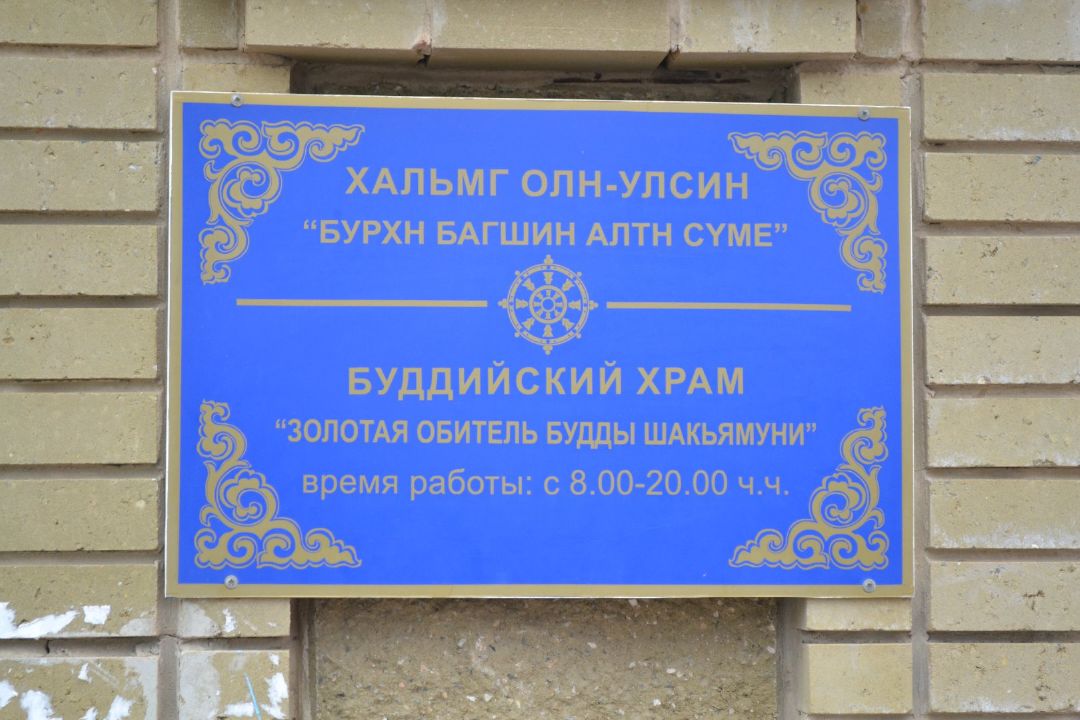 ХАЛЬМГ ОЛН-УЛСИН
“БУРХН БАГШИН АЛТН СҮМЕ”
БУДДИЙСКИЙ ХРАМ
“ЗОЛОТАЯ ОБИТЕЛЬ БУДДЫ ШАКЬЯМУНИ”
время работы: с 8.00-20.00 ч.ч.